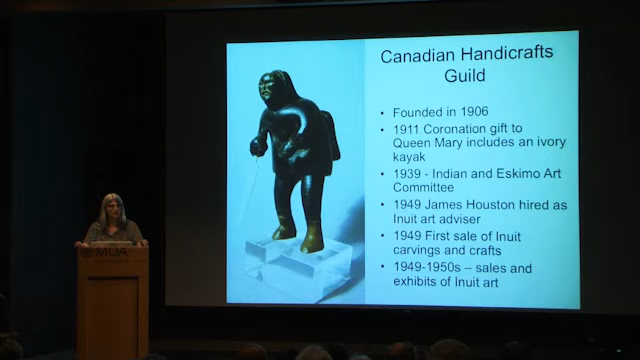 Canadian Handicrafts
Guild
• Founded in 1906
• 1911 Coronation gift to
Queen Mary includes an ivory
kayak
• 1939 - Indian and Eskimo Art
Committee
• 1949 James Houston hired as
Inuit art adviser
• 1949 First sale of Inuit
carvings and crafts
• 1949-1950s – sales and
exhibits of Inuit art
MOA